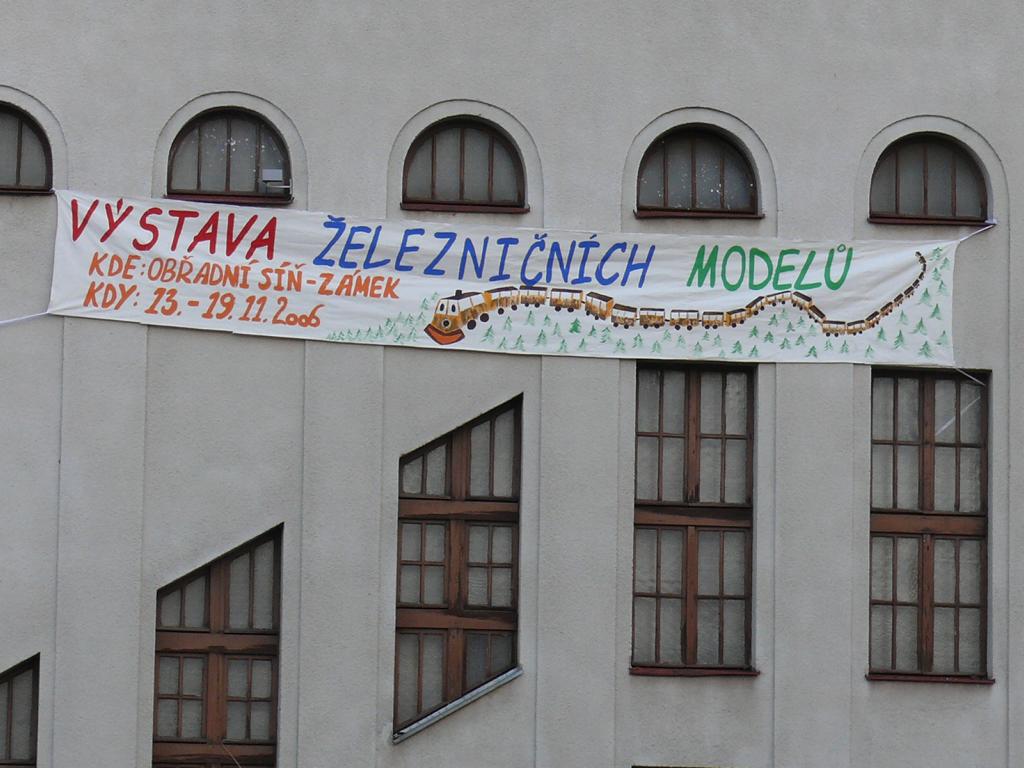 VÝSTAVA ŽELEZNIČNÍCH MODELŮ
KDE: OBŘADNÍ SÍŇ-ZÁMEK
KDY: 13. - 19. 11. 2006